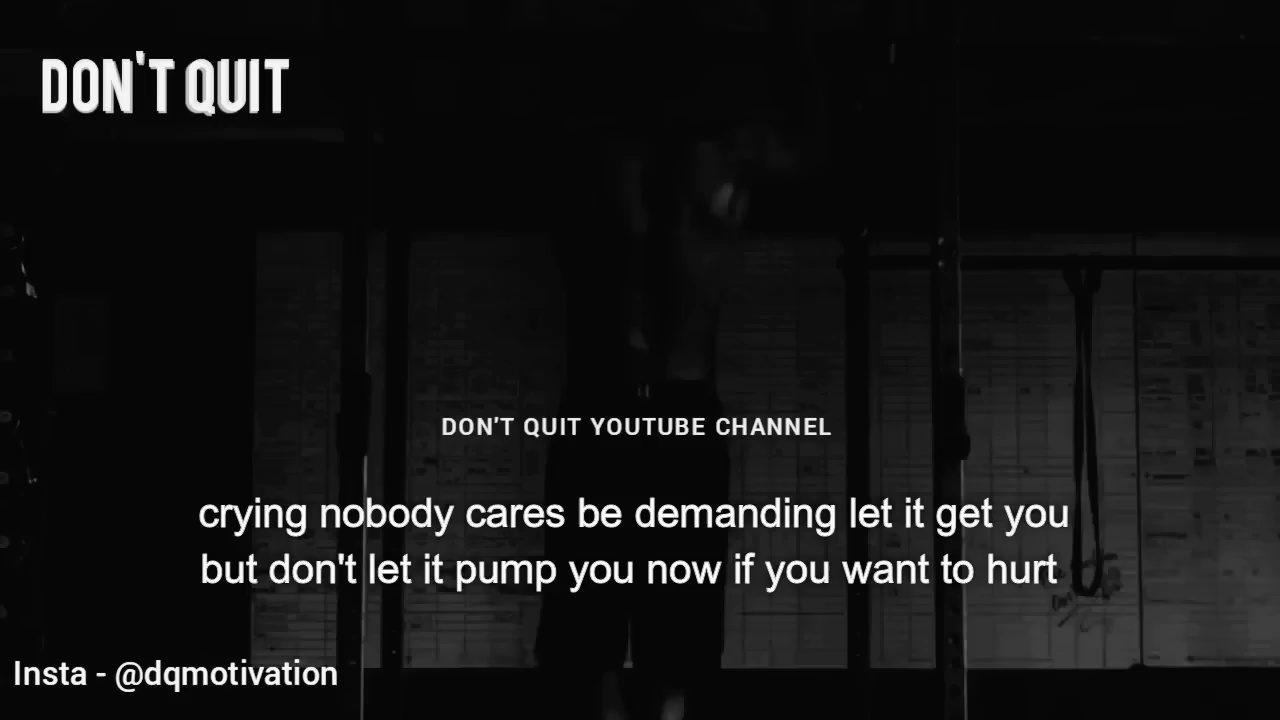 DON'T QUIT
DON'T QUIT YOUTUBE CHANNEL
crying nobody cares be demanding let it get you
but don't let it pump you now if you want to hurt
Insta - @dqmotivation